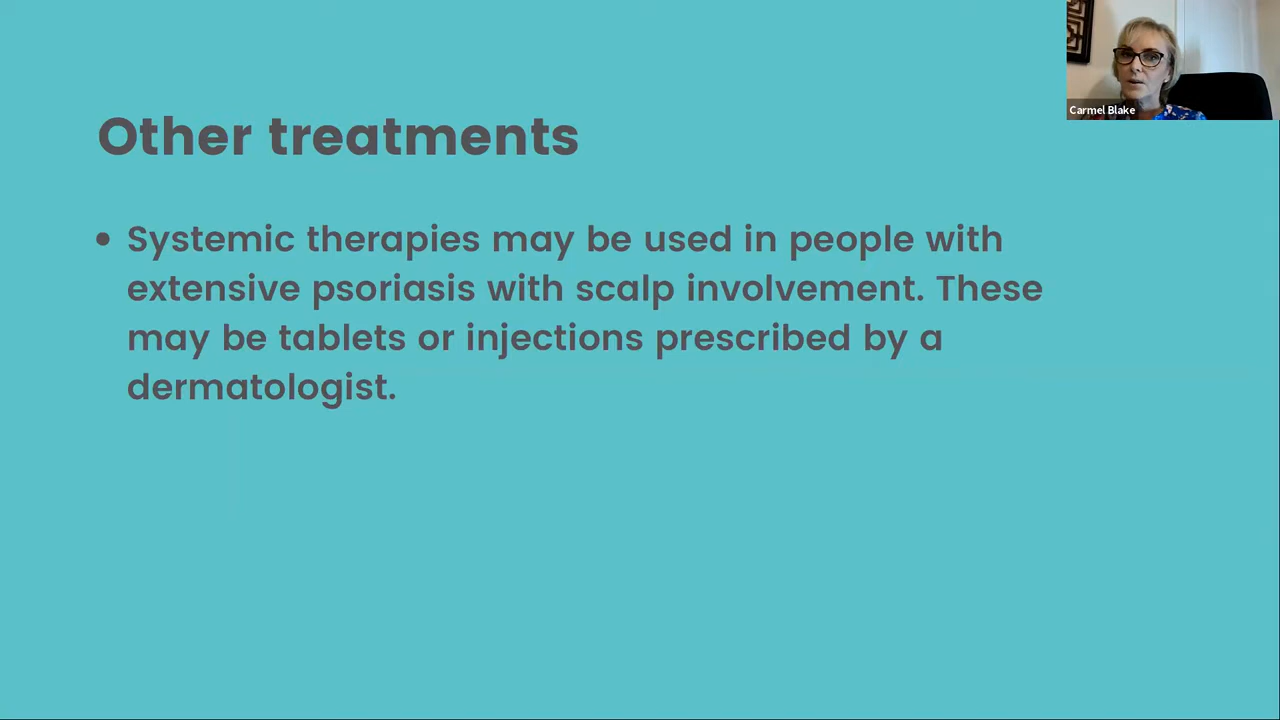 Carmel Blake
Other treatments
• Systemic therapies may be used in people with
extensive psoriasis with scalp involvement. These
may be tablets or injections prescribed by a
dermatologist.